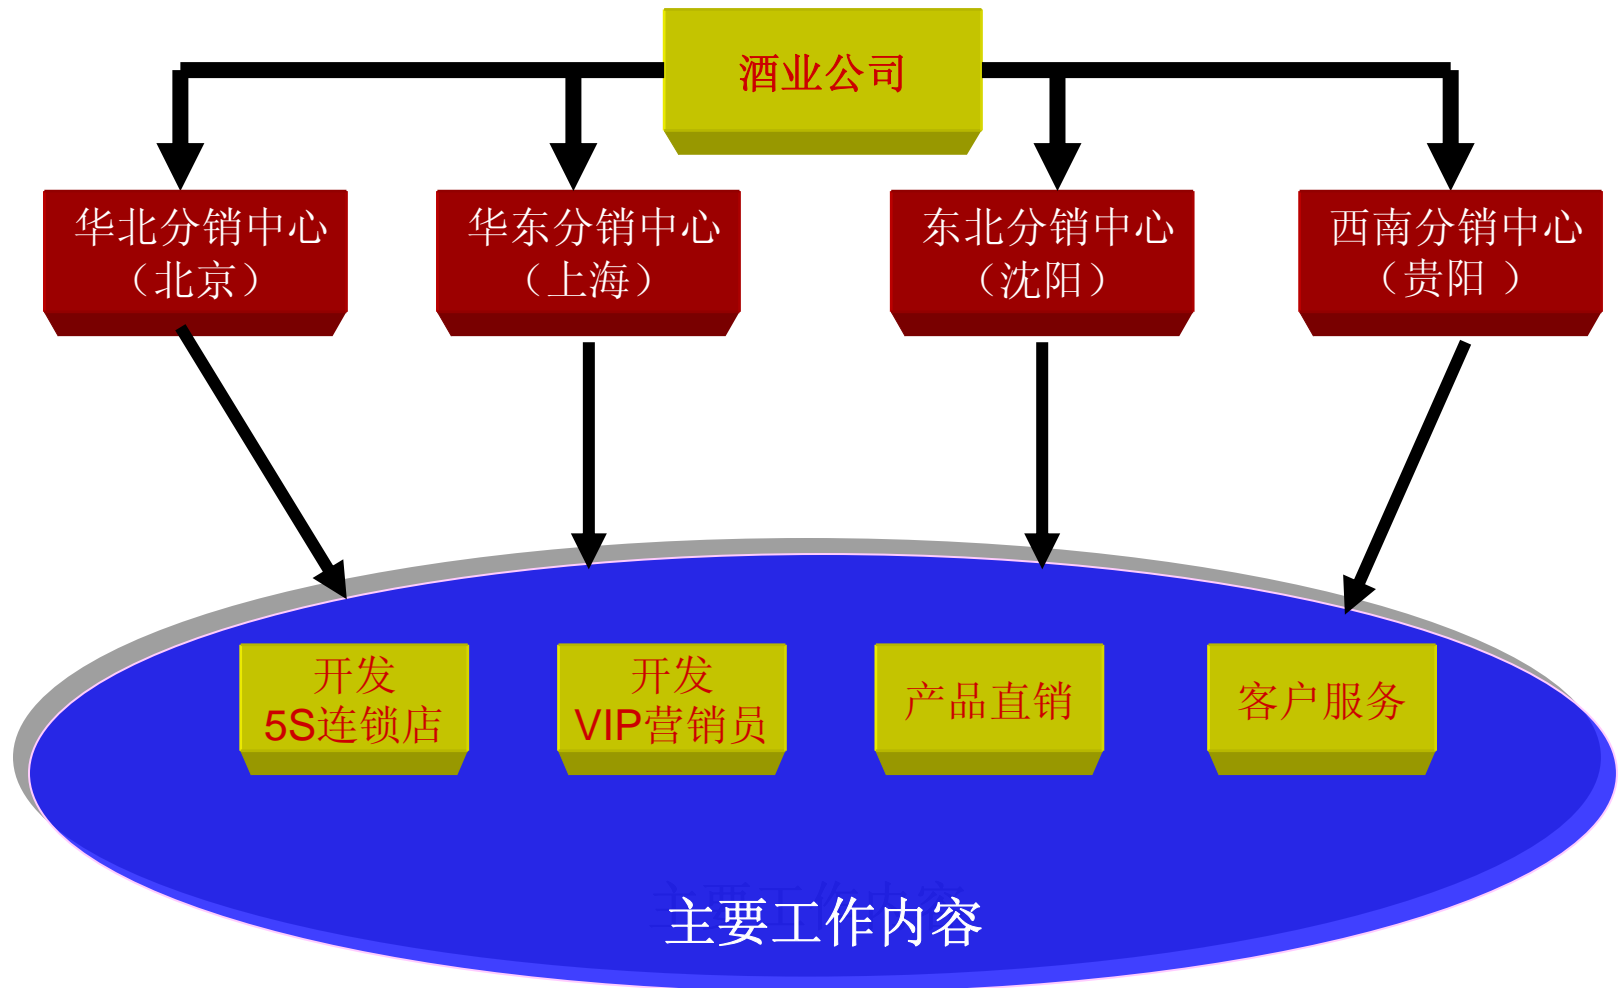 酒业公司
华北分销中心
（北京）
华东分销中心
（上海）
东北分销中心
（沈阳）
西南分销中心
（贵阳 ）
开发
5S连锁店
开发
VIP营销员
产品直销
客户服务
主要工作内容